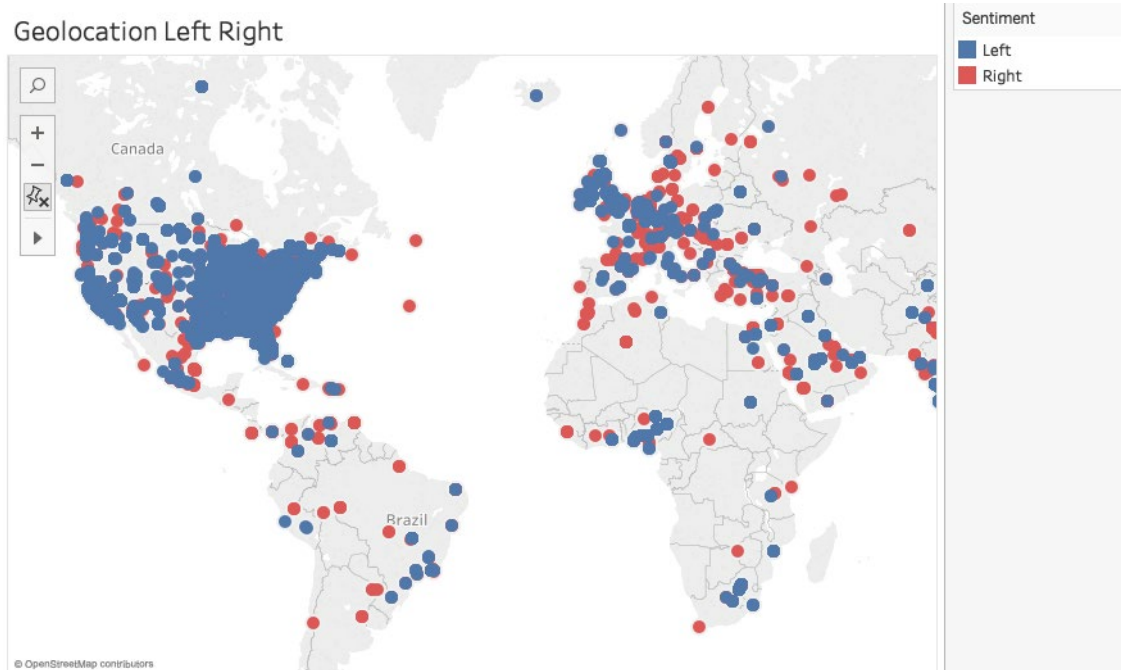 Geolocation Left Right
Sentiment
Left
Right
Canada
Brazil
© OpenStreetMap contributors